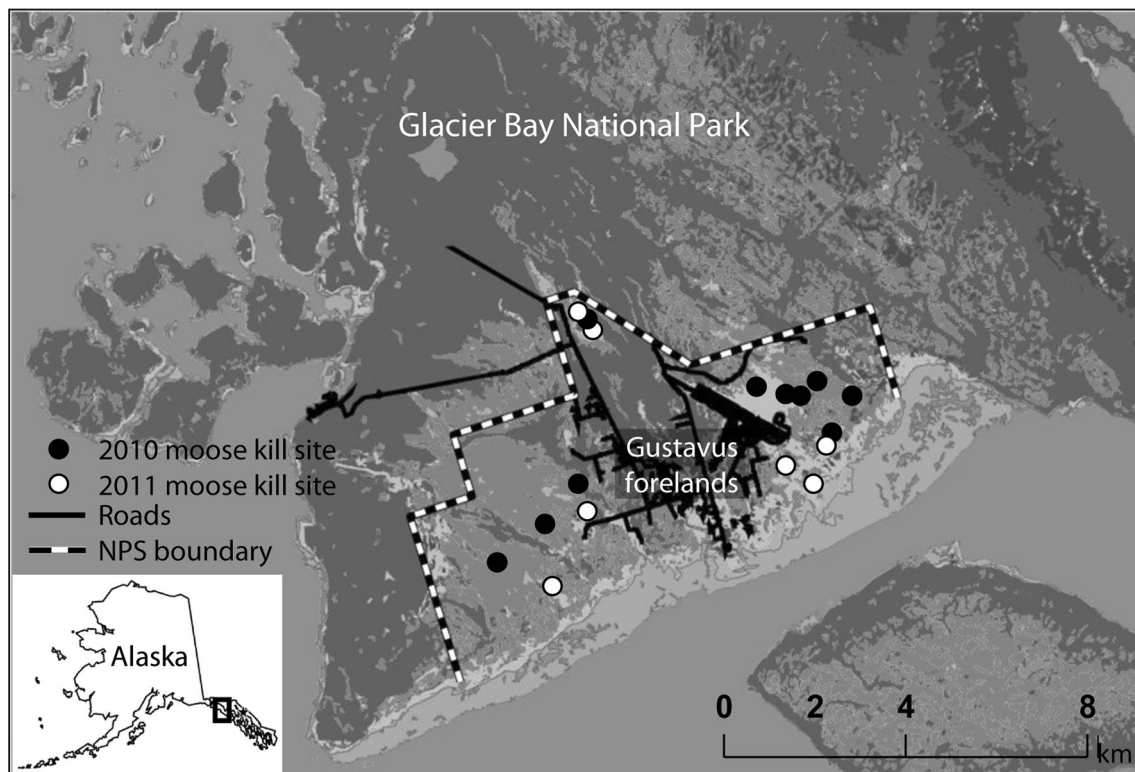 Glacier Bay National Park
Gustavus
forelands
2010 moose kill site
2011 moose kill site
Roads
NPS boundary
Alaska
0 2 4 8
km